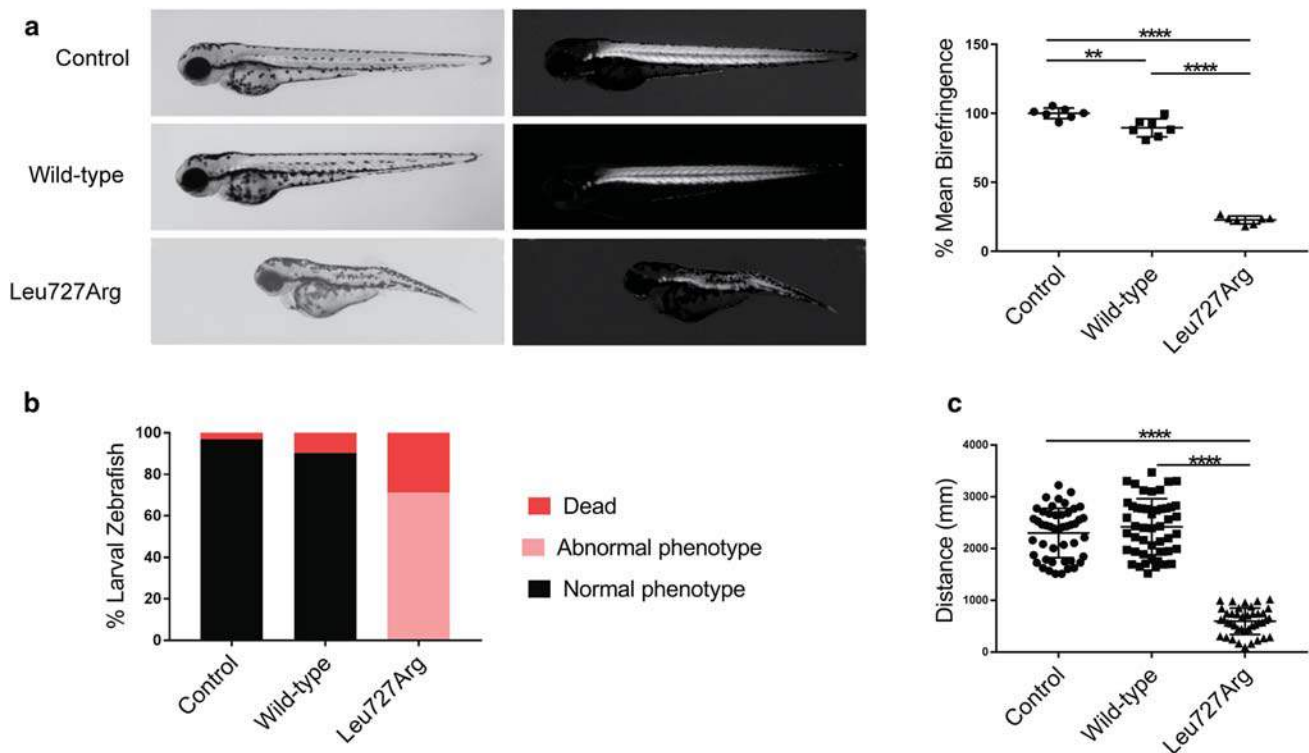 a
Control
Wild-type
Leu727Arg
% Mean Birefringence
150
100
50
0
****
**
****
Control
Wild-type
Leu727Arg
b
% Larval Zebrafish
100
80
60
40
20
0
Control
Wild-type
Leu727Arg
Dead
Abnormal phenotype
Normal phenotype
c
Distance (mm)
4000
3000
2000
1000
0
****
****
Control
Wild-type
Leu727Arg